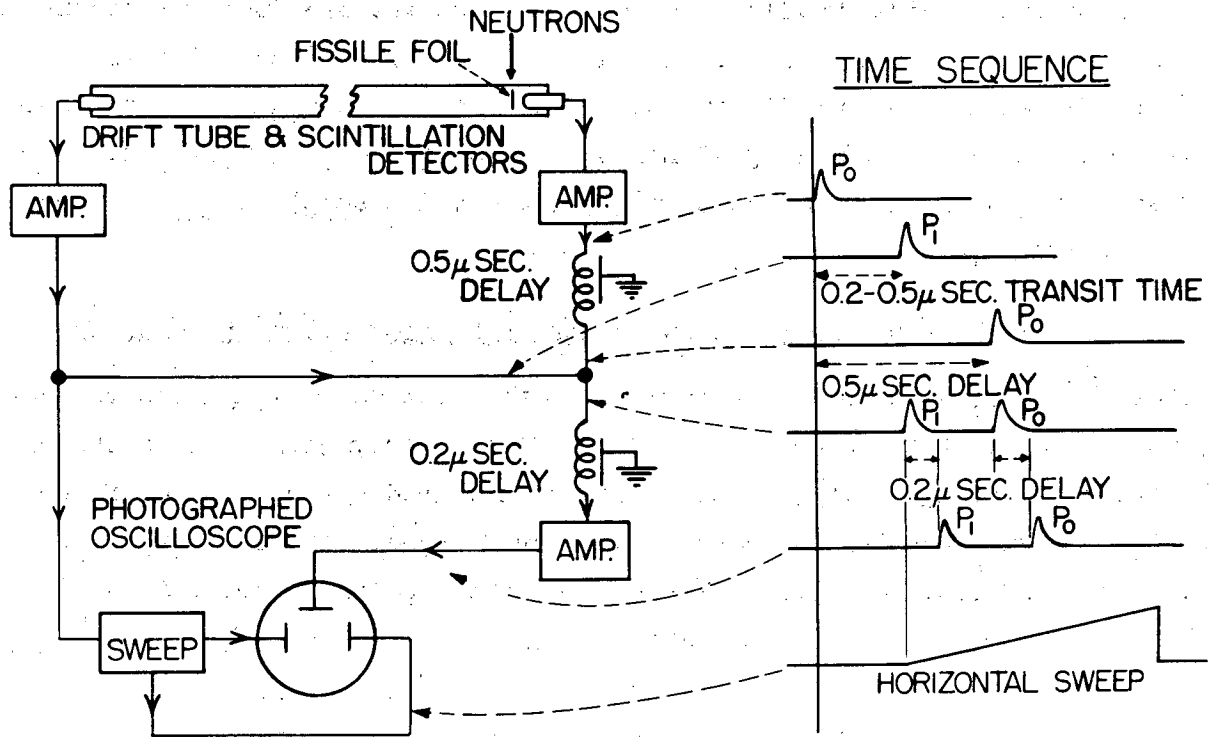 NEUTRONS
FISSILE FOIL
DRIFT TUBE & SCINTILLATION
DETECTORS
AMP.
AMP.
0.5μ SEC.
DELAY
0.2μ SEC.
DELAY
PHOTOGRAPHED
OSCILLOSCOPE
AMP.
SWEEP
TIME SEQUENCE
P₀
P₁
0.2-0.5μ SEC. TRANSIT TIME
P₀
0.5μ SEC. DELAY
P₁ P₀
0.2μ SEC. DELAY
P₁ P₀
HORIZONTAL SWEEP